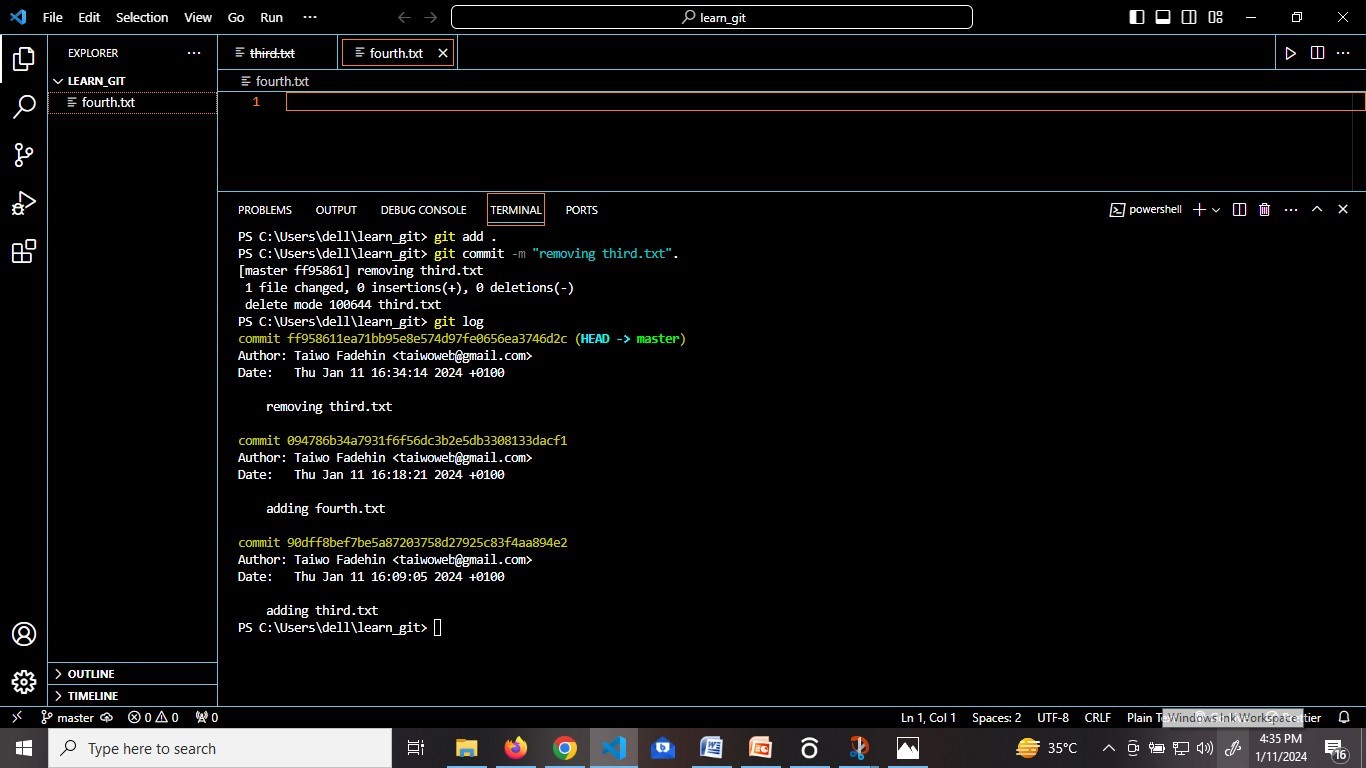 File Edit Selection View Go Run ··· learn_git
EXPLORER ···
third.txt fourth.txt
LEARN_GIT
fourth.txt
fourth.txt
1
PROBLEMS OUTPUT DEBUG CONSOLE TERMINAL PORTS powershell
PS C:\Users\dell\learn_git> git add .
PS C:\Users\dell\learn_git> git commit -m "removing third.txt".
[master ff95861] removing third.txt
1 file changed, 0 insertions(+), 0 deletions(-)
delete mode 100644 third.txt
PS C:\Users\dell\learn_git> git log
commit ff958611ea71bb95e8e574d97fe0656ea3746d2c (HEAD -> master)
Author: Taiwo Fadehin <taiwoweb@gmail.com>
Date:   Thu Jan 11 16:34:14 2024 +0100
removing third.txt
commit 094786b34a7931f6f56dc3b2e5db3308133dacf1
Author: Taiwo Fadehin <taiwoweb@gmail.com>
Date:   Thu Jan 11 16:18:21 2024 +0100
adding fourth.txt
commit 90dff8bef7be5a87203758d27925c83f4aa894e2
Author: Taiwo Fadehin <taiwoweb@gmail.com>
Date:   Thu Jan 11 16:09:05 2024 +0100
adding third.txt
PS C:\Users\dell\learn_git>
OUTLINE
TIMELINE
master 0 0 0 Ln 1, Col 1 Spaces: 2 UTF-8 CRLF Plain Windows Ink Workspace
Type here to search 35°C 4:35 PM
1/11/2024 16